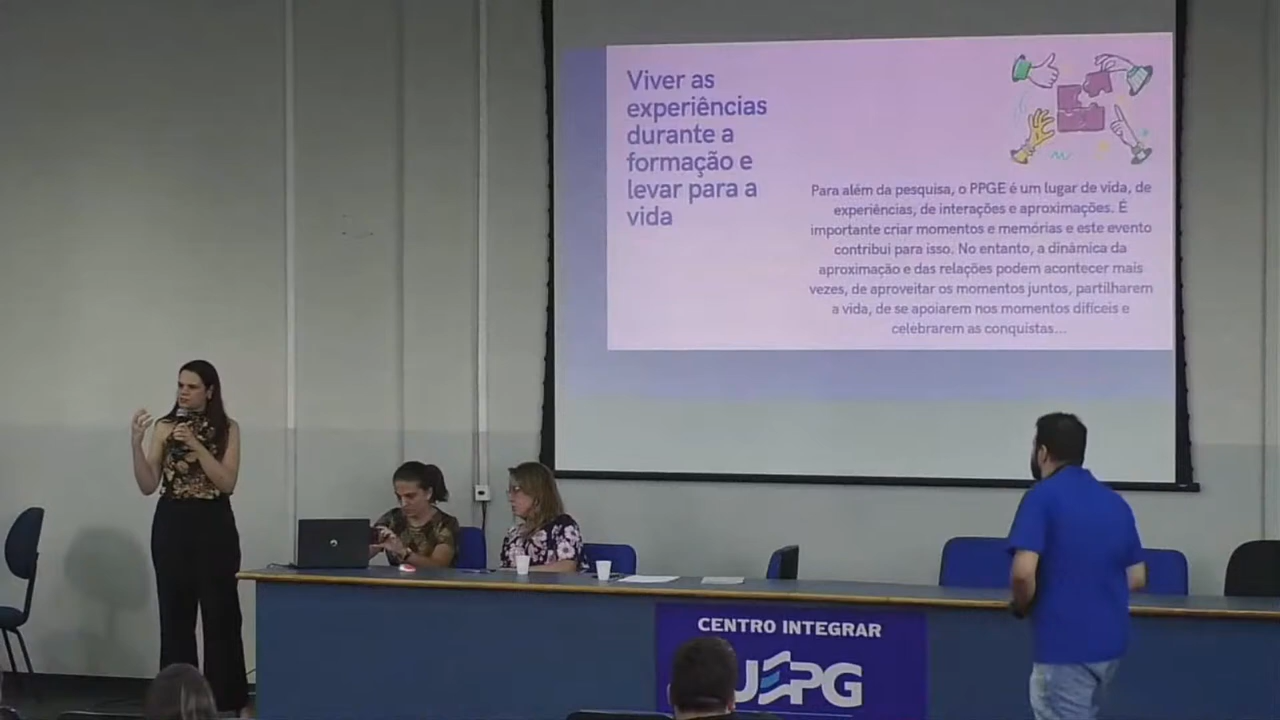 Viver as
experiências
durante a
formação e
levar para a
vida
Para além da pesquisa, o PPGE é um lugar de vida, de
experiências, de interações e aproximações. É
importante criar momentos e memórias e este evento
contribui para isso. No entanto, a dinâmica da
aproximação e das relações podem acontecer mais
vezes, de aproveitar os momentos juntos, partilharem
a vida, de se apoiarem nos momentos difíceis e
celebrarem as conquistas...
CENTRO INTEGRAR
UEPG